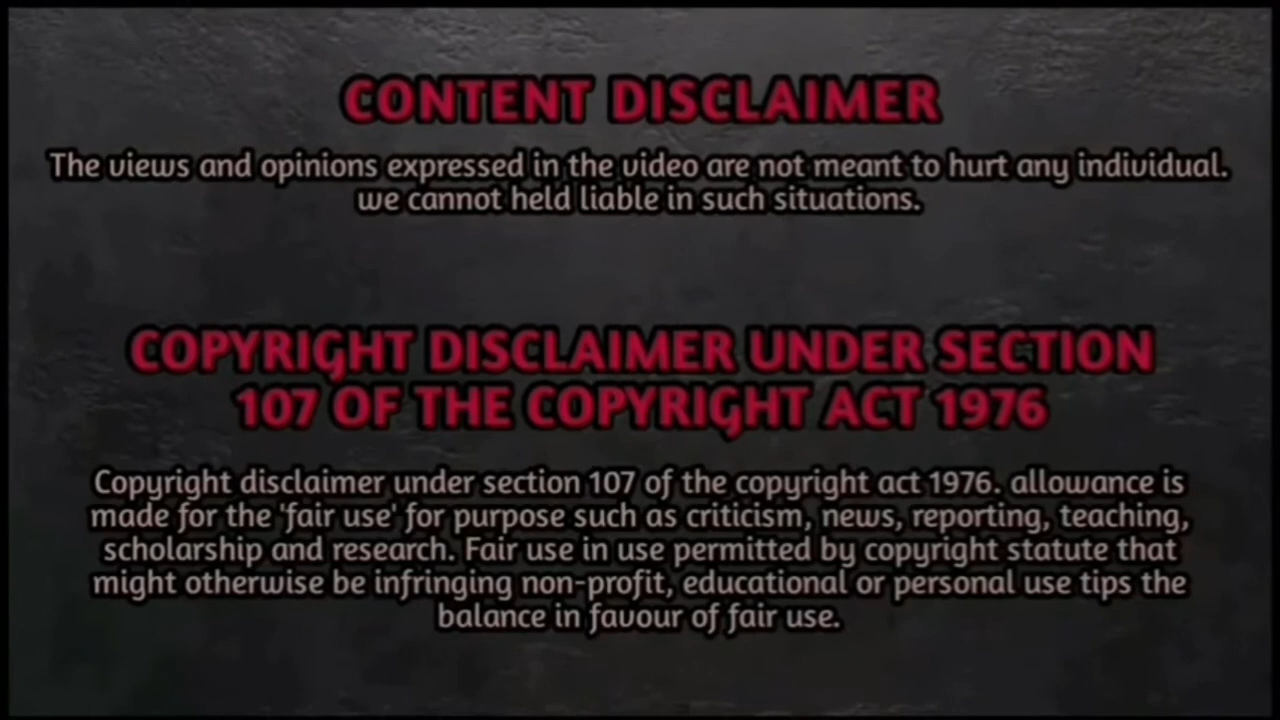 CONTENT DISCLAIMER
The views and opinions expressed in the video are not meant to hurt any individual.
we cannot held liable in such situations.
COPYRIGHT DISCLAIMER UNDER SECTION
107 OF THE COPYRIGHT ACT 1976
Copyright disclaimer under section 107 of the copyright act 1976. allowance is
made for the 'fair use' for purpose such as criticism, news, reporting, teaching,
scholarship and research. Fair use in use permitted by copyright statute that
might otherwise be infringing non-profit, educational or personal use tips the
balance in favour of fair use.